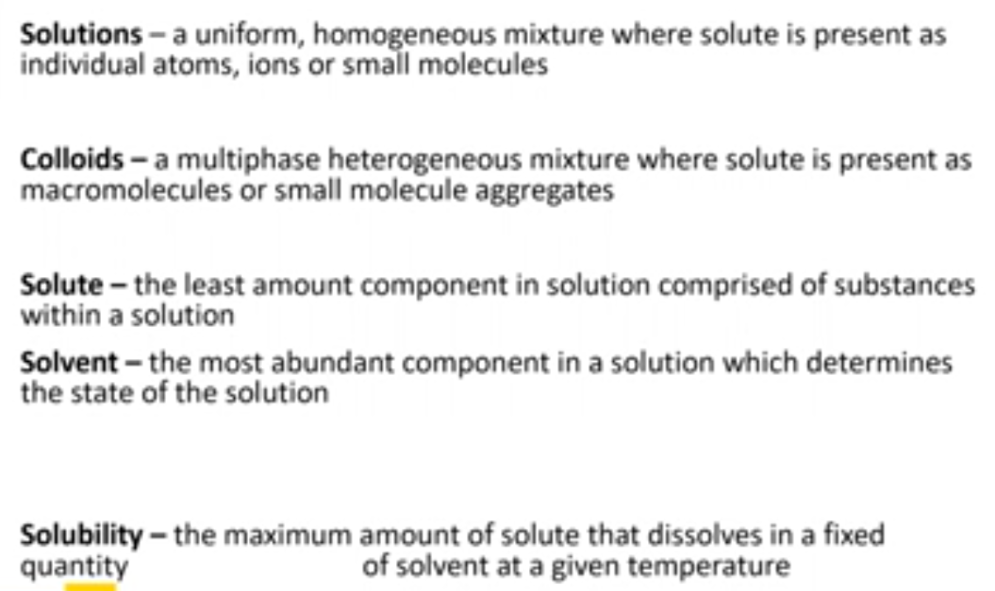 Solutions – a uniform, homogeneous mixture where solute is present as
individual atoms, ions or small molecules
Colloids – a multiphase heterogeneous mixture where solute is present as
macromolecules or small molecule aggregates
Solute – the least amount component in solution comprised of substances
within a solution
Solvent – the most abundant component in a solution which determines
the state of the solution
Solubility – the maximum amount of solute that dissolves in a fixed
quantity of solvent at a given temperature